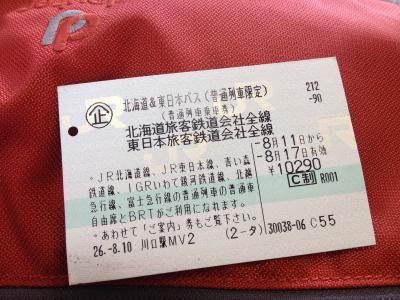 北海道&東日本パス(普通列車限定)
212
-90
(普通列車乗車券)
企
北海道旅客鉄道会社全線
東日本旅客鉄道会社全線
-8月11日から
-8月17日有効
¥10290
C制 R001
・JR北海道線、JR東日本線、青い森
鉄道線、IGRいわて銀河鉄道線、北越
急行線、富士急行線の普通列車の普通車
自由席とBRTがご利用になれます。
・あわせて「ご案内」券もご覧下さい。
26.-8.10 川口駅MV2 (2-タ) 30038-06 C55